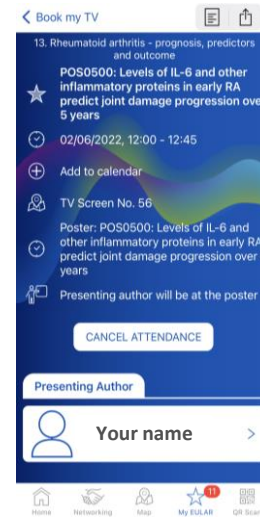 Book my TV
13. Rheumatoid arthritis - prognosis, predictors
and outcome
POS0500: Levels of IL-6 and other
inflammatory proteins in early RA
predict joint damage progression ove
5 years
02/06/2022, 12:00 - 12:45
Add to calendar
TV Screen No. 56
Poster: POS0500: Levels of IL-6 and
other inflammatory proteins in early RA
predict joint damage progression over
years
Presenting author will be at the poster
CANCEL ATTENDANCE
Presenting Author
Your name
11
Home Networking Map My EULAR QR Scan